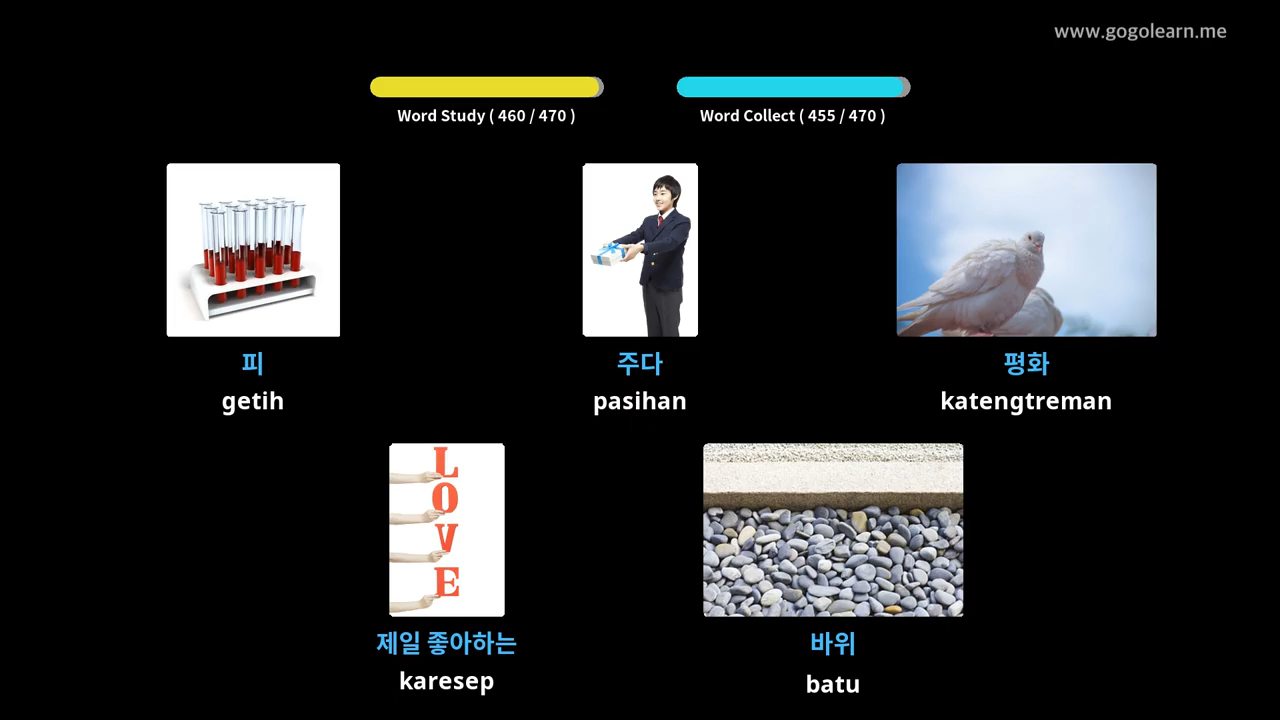 www.gogolearn.me
Word Study ( 460 / 470 )
Word Collect ( 455 / 470 )
피
주다
평화
getih
pasihan
katengtreman
L
O
V
E
제일 좋아하는
바위
karesep
batu